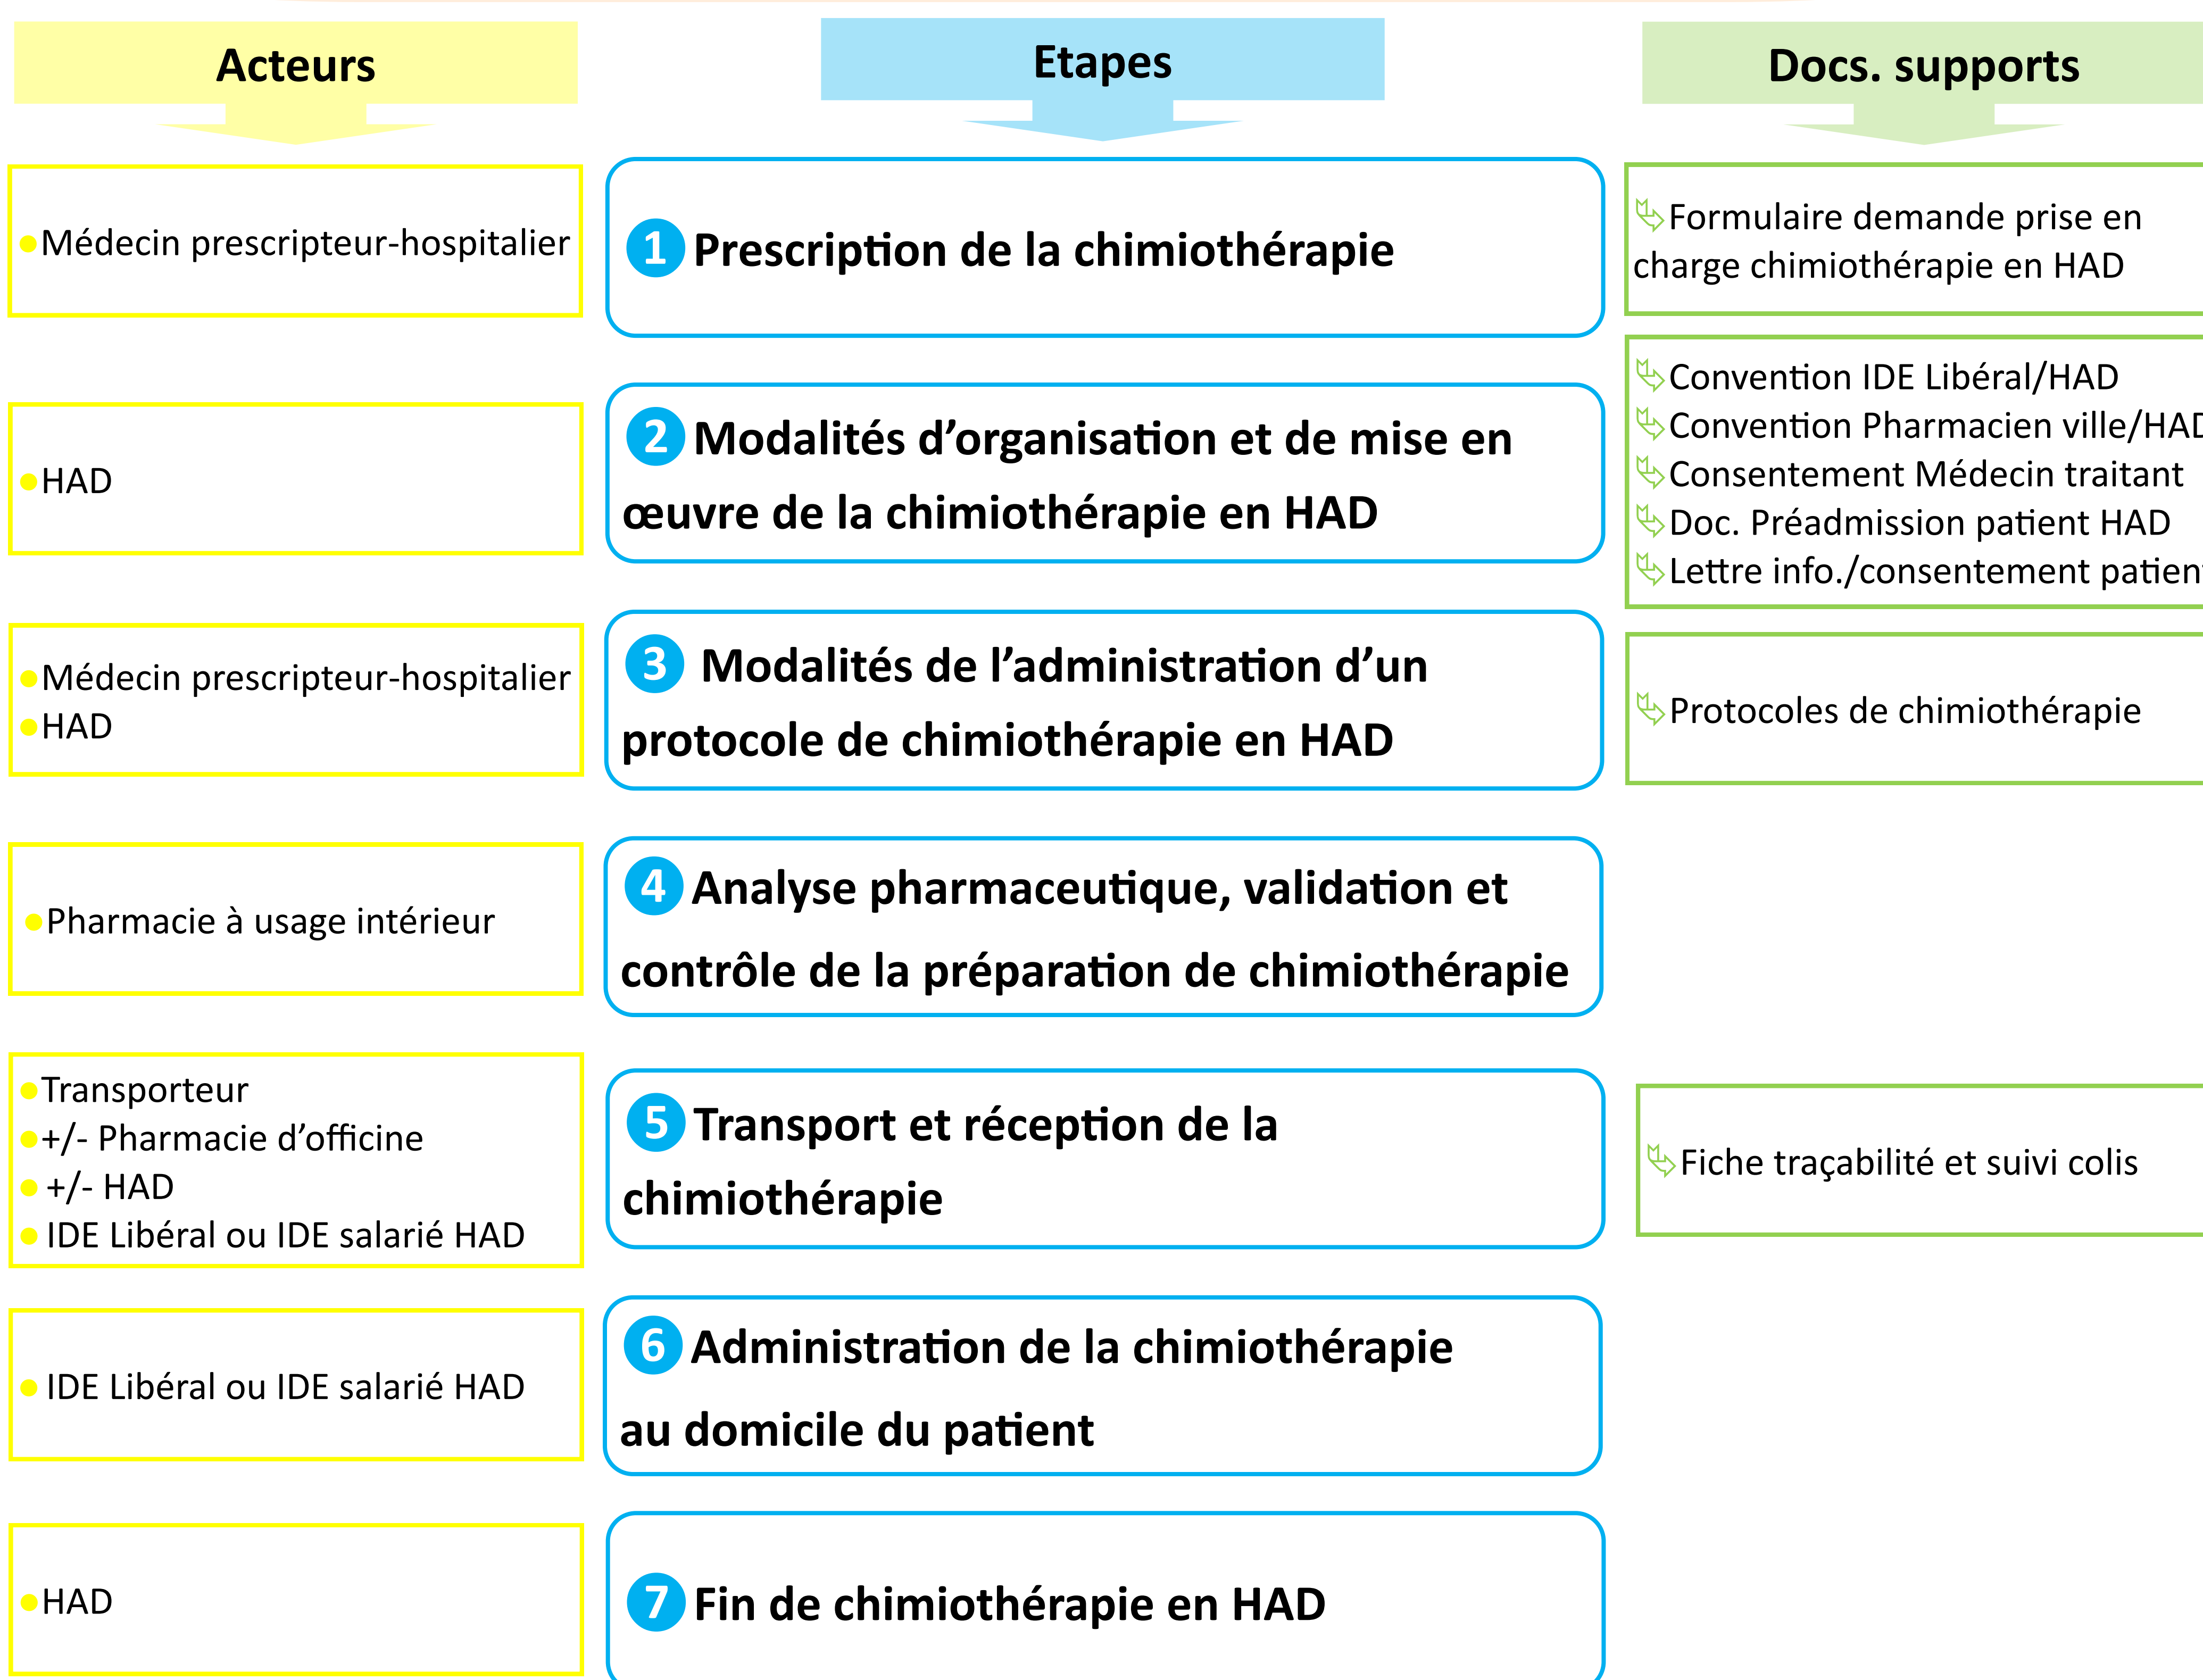 Acteurs
Etapes
Docs. supports
●Médecin prescripteur-hospitalier
1 Prescription de la chimiothérapie
Formulaire demande prise en
charge chimiothérapie en HAD
●HAD
2 Modalités d’organisation et de mise en
œuvre de la chimiothérapie en HAD
Convention IDE Libéral/HAD
Convention Pharmacien ville/HAD
Consentement Médecin traitant
Doc. Préadmission patient HAD
Lettre info./consentement patient
●Médecin prescripteur-hospitalier
●HAD
3 Modalités de l’administration d’un
protocole de chimiothérapie en HAD
Protocoles de chimiothérapie
●Pharmacie à usage intérieur
4 Analyse pharmaceutique, validation et
contrôle de la préparation de chimiothérapie
●Transporteur
●+/- Pharmacie d’officine
● +/- HAD
● IDE Libéral ou IDE salarié HAD
5 Transport et réception de la
chimiothérapie
Fiche traçabilité et suivi colis
● IDE Libéral ou IDE salarié HAD
6 Administration de la chimiothérapie
au domicile du patient
●HAD
7 Fin de chimiothérapie en HAD